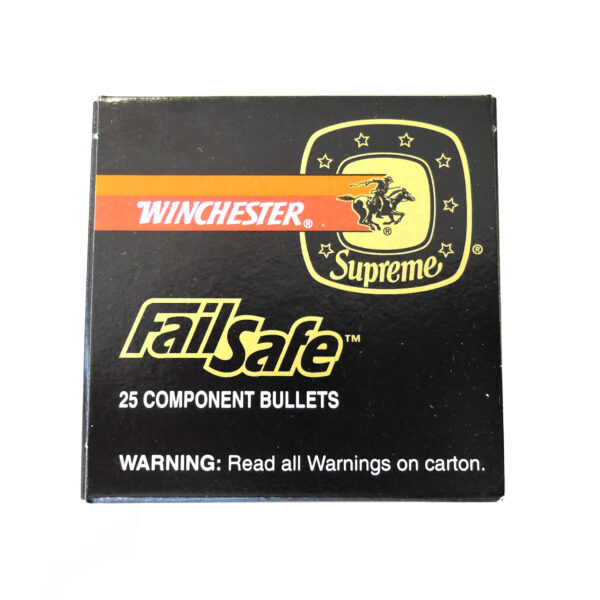 WINCHESTER®
®
Supreme ®
FailSafe™
25 COMPONENT BULLETS
WARNING: Read all Warnings on carton.